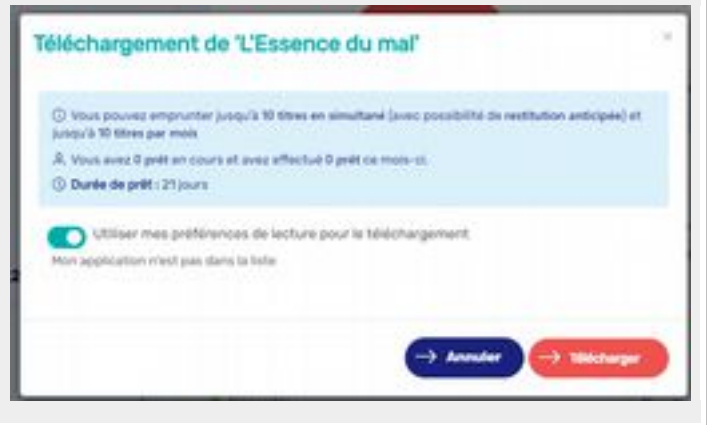 Téléchargement de 'L'Essence du mal'
×
Vous pouvez emprunter jusqu'à 10 titres en simultané (avec possibilité de restitution anticipée) et
jusqu'à 10 titres par mois
Vous avez 0 prêt en cours et avez effectué 0 prêt ce mois-ci.
Durée de prêt : 21 jours
Utiliser mes préférences de lecture pour le téléchargement
Mon application n'est pas dans la liste
→ Annuler → Télécharger